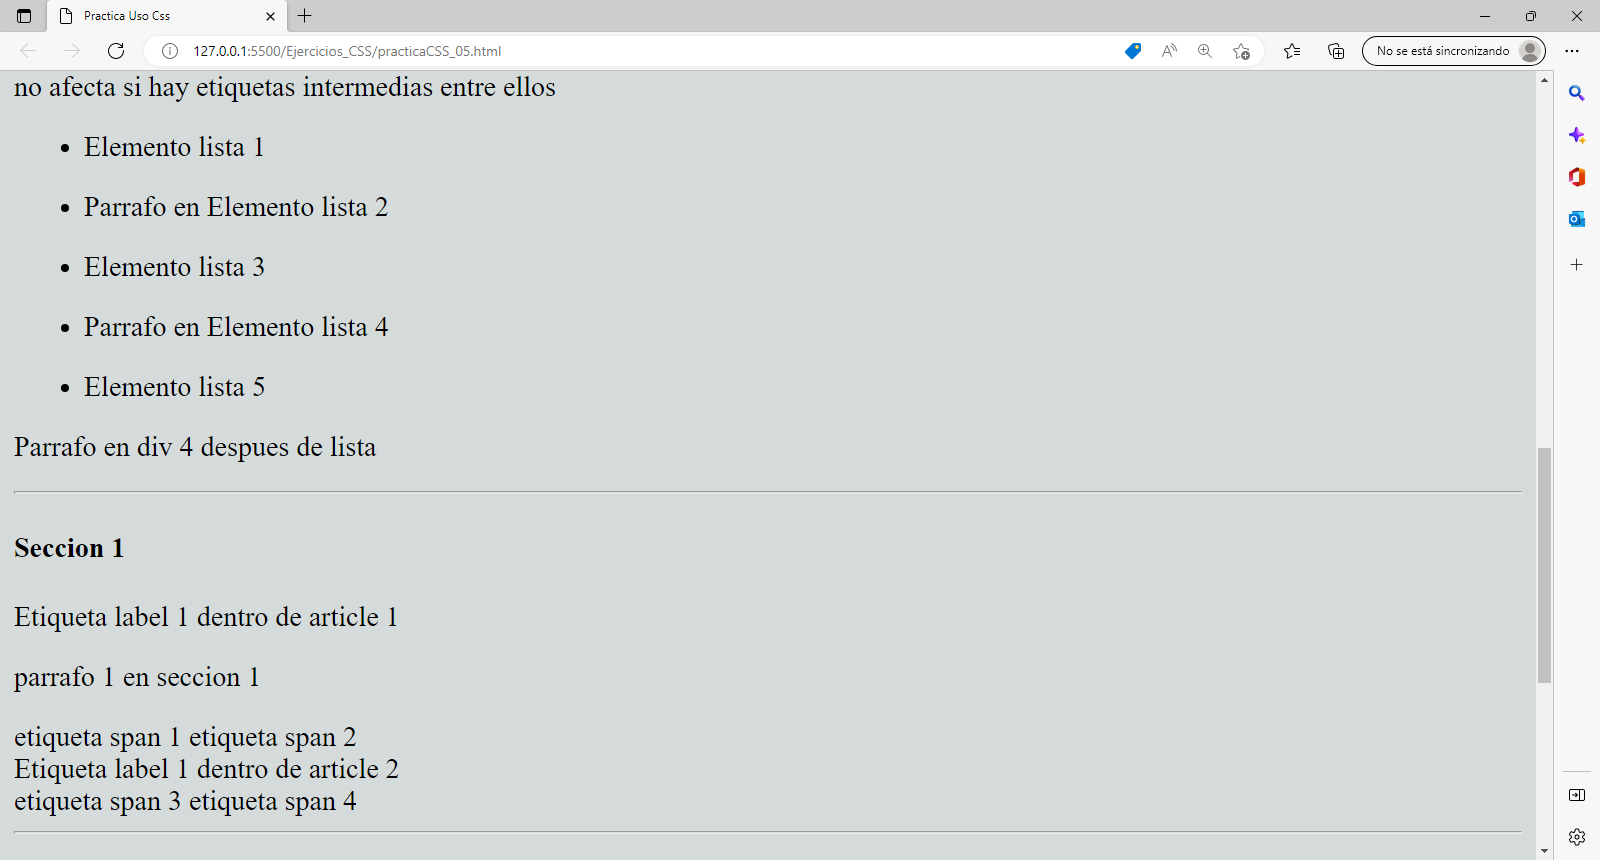 Practica Uso Css
127.0.0.1:5500/Ejercicios_CSS/practicaCSS_05.html
No se está sincronizando
no afecta si hay etiquetas intermedias entre ellos
Elemento lista 1
Parrafo en Elemento lista 2
Elemento lista 3
Parrafo en Elemento lista 4
Elemento lista 5
Parrafo en div 4 despues de lista
Seccion 1
Etiqueta label 1 dentro de article 1
parrafo 1 en seccion 1
etiqueta span 1 etiqueta span 2
Etiqueta label 1 dentro de article 2
etiqueta span 3 etiqueta span 4